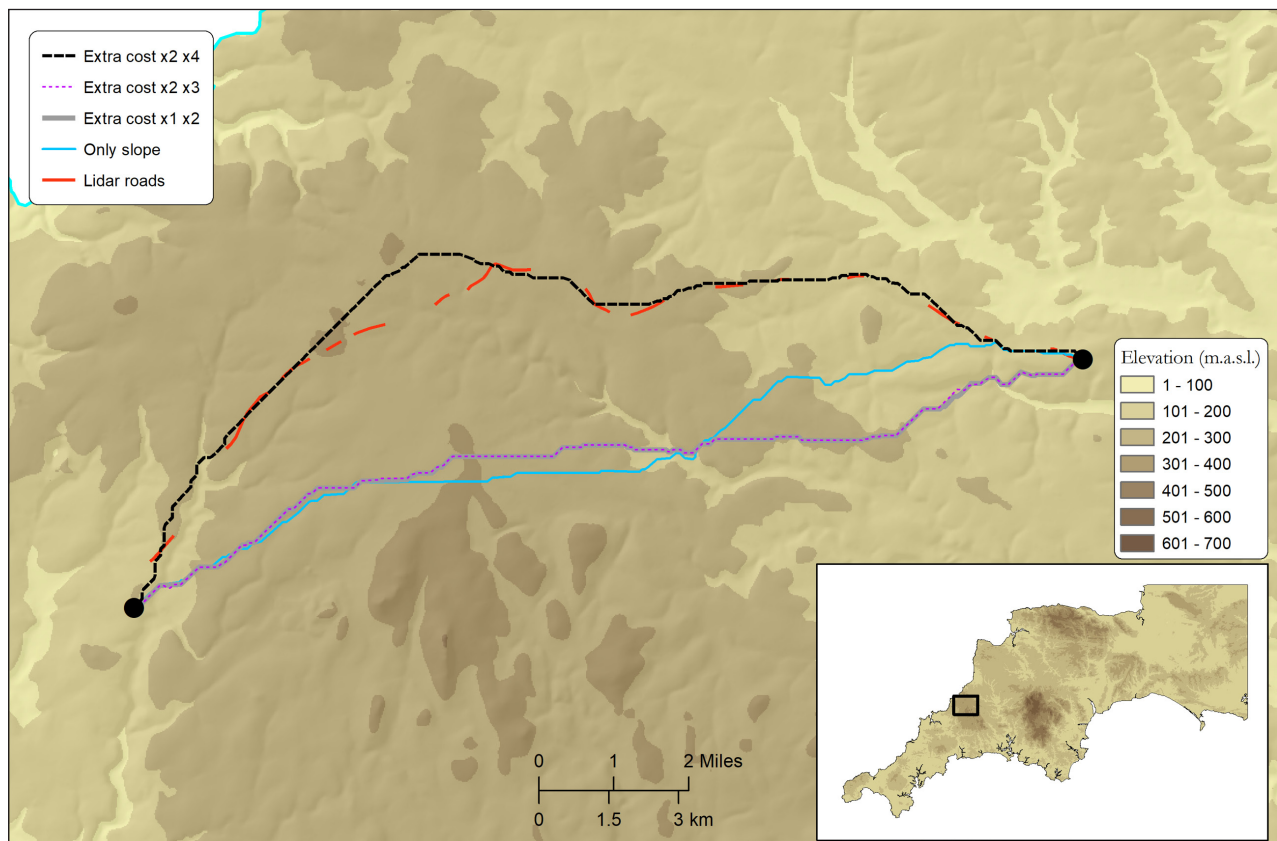 Extra cost x2 x4
Extra cost x2 x3
Extra cost x1 x2
Only slope
Lidar roads
Elevation (m.a.s.l.)
1 - 100
101 - 200
201 - 300
301 - 400
401 - 500
501 - 600
601 - 700
0 1 2 Miles
0 1.5 3 km